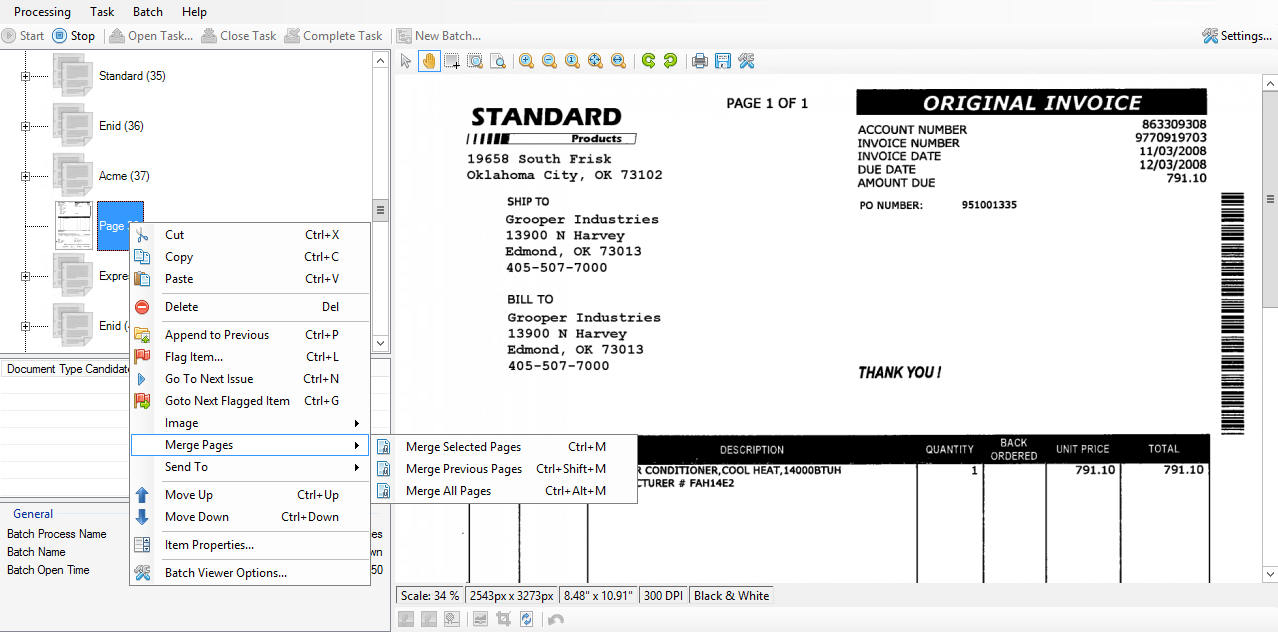 Processing Task Batch Help
Start Stop Open Task... Close Task Complete Task New Batch... Settings...
Standard (35)
Enid (36)
Acme (37)
Page
Expre
Enid (
Document Type Candidat
General
Batch Process Name
Batch Name
Batch Open Time
es
wn
50
Cut Ctrl+X
Copy Ctrl+C
Paste Ctrl+V
Delete Del
Append to Previous Ctrl+P
Flag Item... Ctrl+L
Go To Next Issue Ctrl+N
Goto Next Flagged Item Ctrl+G
Image
Merge Pages
Send To
Move Up Ctrl+Up
Move Down Ctrl+Down
Item Properties...
Batch Viewer Options...
Merge Selected Pages Ctrl+M
Merge Previous Pages Ctrl+Shift+M
Merge All Pages Ctrl+Alt+M
STANDARD
Products
19658 South Frisk
Oklahoma City, OK 73102
PAGE 1 OF 1
ORIGINAL INVOICE
ACCOUNT NUMBER 863309308
INVOICE NUMBER 9770919703
INVOICE DATE 11/03/2008
DUE DATE 12/03/2008
AMOUNT DUE 791.10
PO NUMBER: 951001335
SHIP TO
Grooper Industries
13900 N Harvey
Edmond, OK 73013
405-507-7000
BILL TO
Grooper Industries
13900 N Harvey
Edmond, OK 73013
405-507-7000
THANK YOU !
DESCRIPTION QUANTITY BACK ORDERED UNIT PRICE TOTAL
R CONDITIONER,COOL HEAT,14000BTUH 1 791.10 791.10
CTURER # FAH14E2
Scale: 34 % 2543px x 3273px 8.48" x 10.91" 300 DPI Black & White